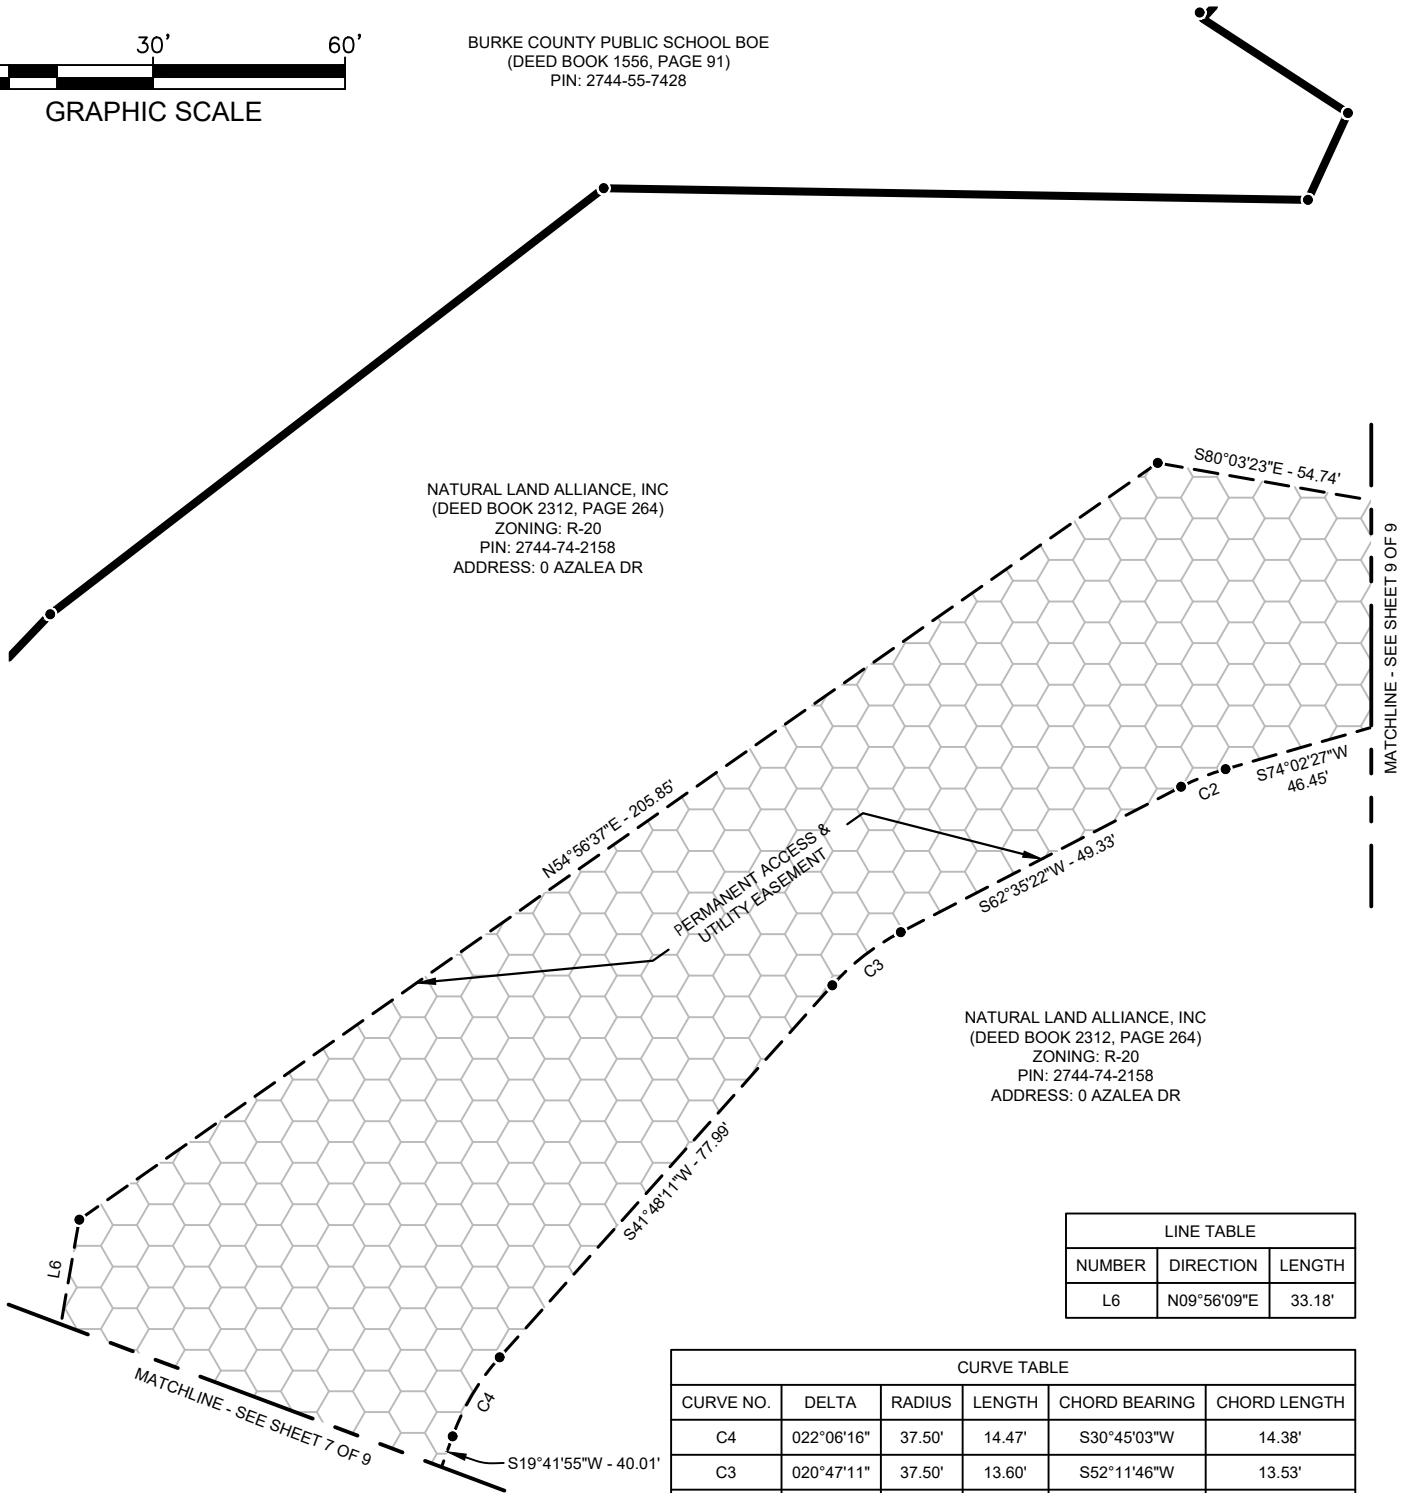 30' 60'
GRAPHIC SCALE
BURKE COUNTY PUBLIC SCHOOL BOE
(DEED BOOK 1556, PAGE 91)
PIN: 2744-55-7428
NATURAL LAND ALLIANCE, INC
(DEED BOOK 2312, PAGE 264)
ZONING: R-20
PIN: 2744-74-2158
ADDRESS: 0 AZALEA DR
S80°03'23"E - 54.74'
MATCHLINE - SEE SHEET 9 OF 9
S74°02'27"W
46.45'
C2
N54°56'37"E - 205.85'
PERMANENT ACCESS &
UTILITY EASEMENT
S62°35'22"W - 49.33'
C3
NATURAL LAND ALLIANCE, INC
(DEED BOOK 2312, PAGE 264)
ZONING: R-20
PIN: 2744-74-2158
ADDRESS: 0 AZALEA DR
S41°48'11"W - 77.99'
L6
MATCHLINE - SEE SHEET 7 OF 9
C4
S19°41'55"W - 40.01'
LINE TABLE
NUMBER DIRECTION LENGTH
L6 N09°56'09"E 33.18'
CURVE TABLE
CURVE NO. DELTA RADIUS LENGTH CHORD BEARING CHORD LENGTH
C4 022°06'16" 37.50' 14.47' S30°45'03"W 14.38'
C3 020°47'11" 37.50' 13.60' S52°11'46"W 13.53'